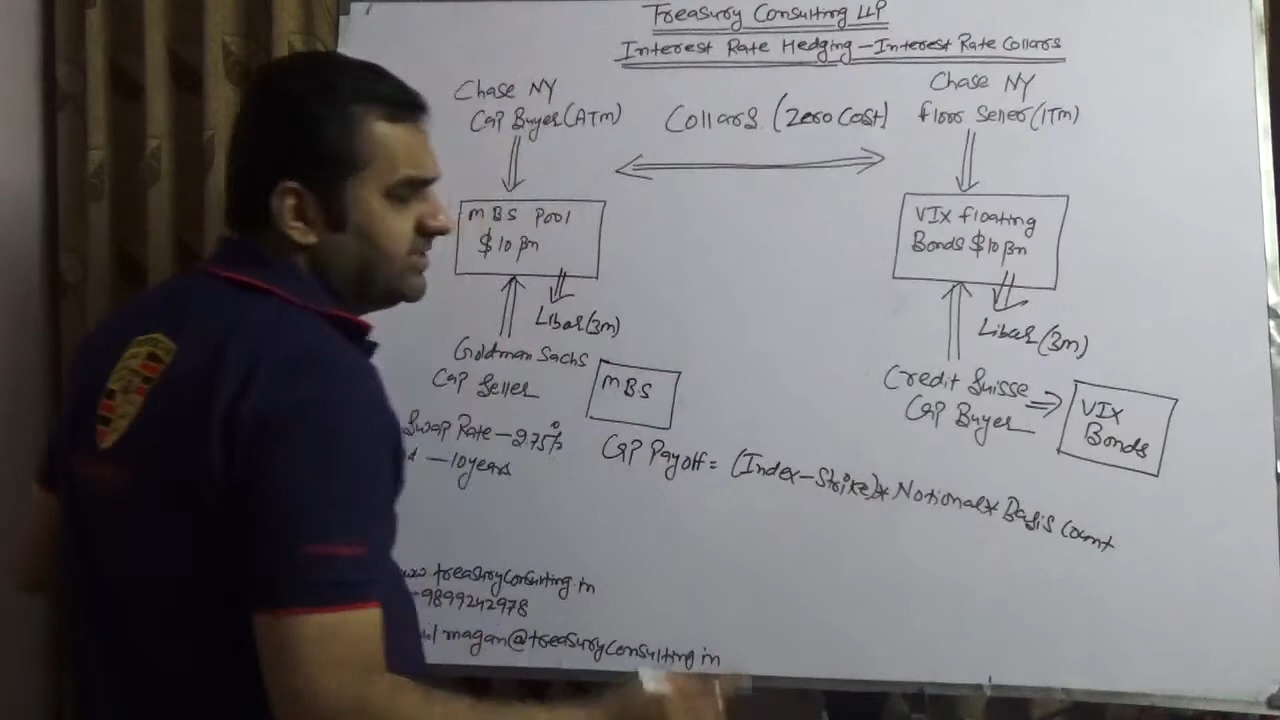 Treasury Consulting LLP
Interest Rate Hedging - Interest Rate Collars
Chase NY
Cap Buyer (ATM)
Collars (Zero Cost)
Chase NY
floor Seller (ITM)
MBS Pool
$10 Bn
VIX floating
Bonds $10 Bn
Libor (3m)
Libor (3m)
Goldman Sachs
Cap Seller
MBS
Credit Suisse
Cap Buyer
VIX
Bonds
Swap Rate - 2.75%
- 10 years
Cap Payoff = (Index - Strike) * Notional * Basis Count
treasuryconsulting.in
9899242978
magan@treasuryconsulting.in